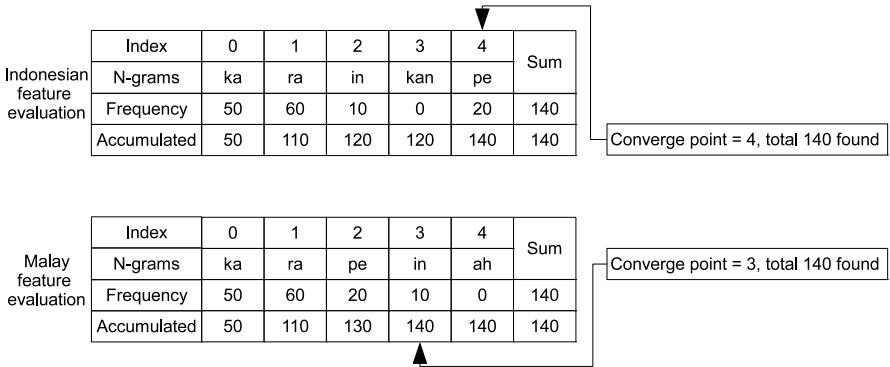 Indonesian
feature
evaluation
Index 0 1 2 3 4 Sum
N-grams ka ra in kan pe
Frequency 50 60 10 0 20 140
Accumulated 50 110 120 120 140 140
Converge point = 4, total 140 found
Malay
feature
evaluation
Index 0 1 2 3 4 Sum
N-grams ka ra pe in ah
Frequency 50 60 20 10 0 140
Accumulated 50 110 130 140 140 140
Converge point = 3, total 140 found